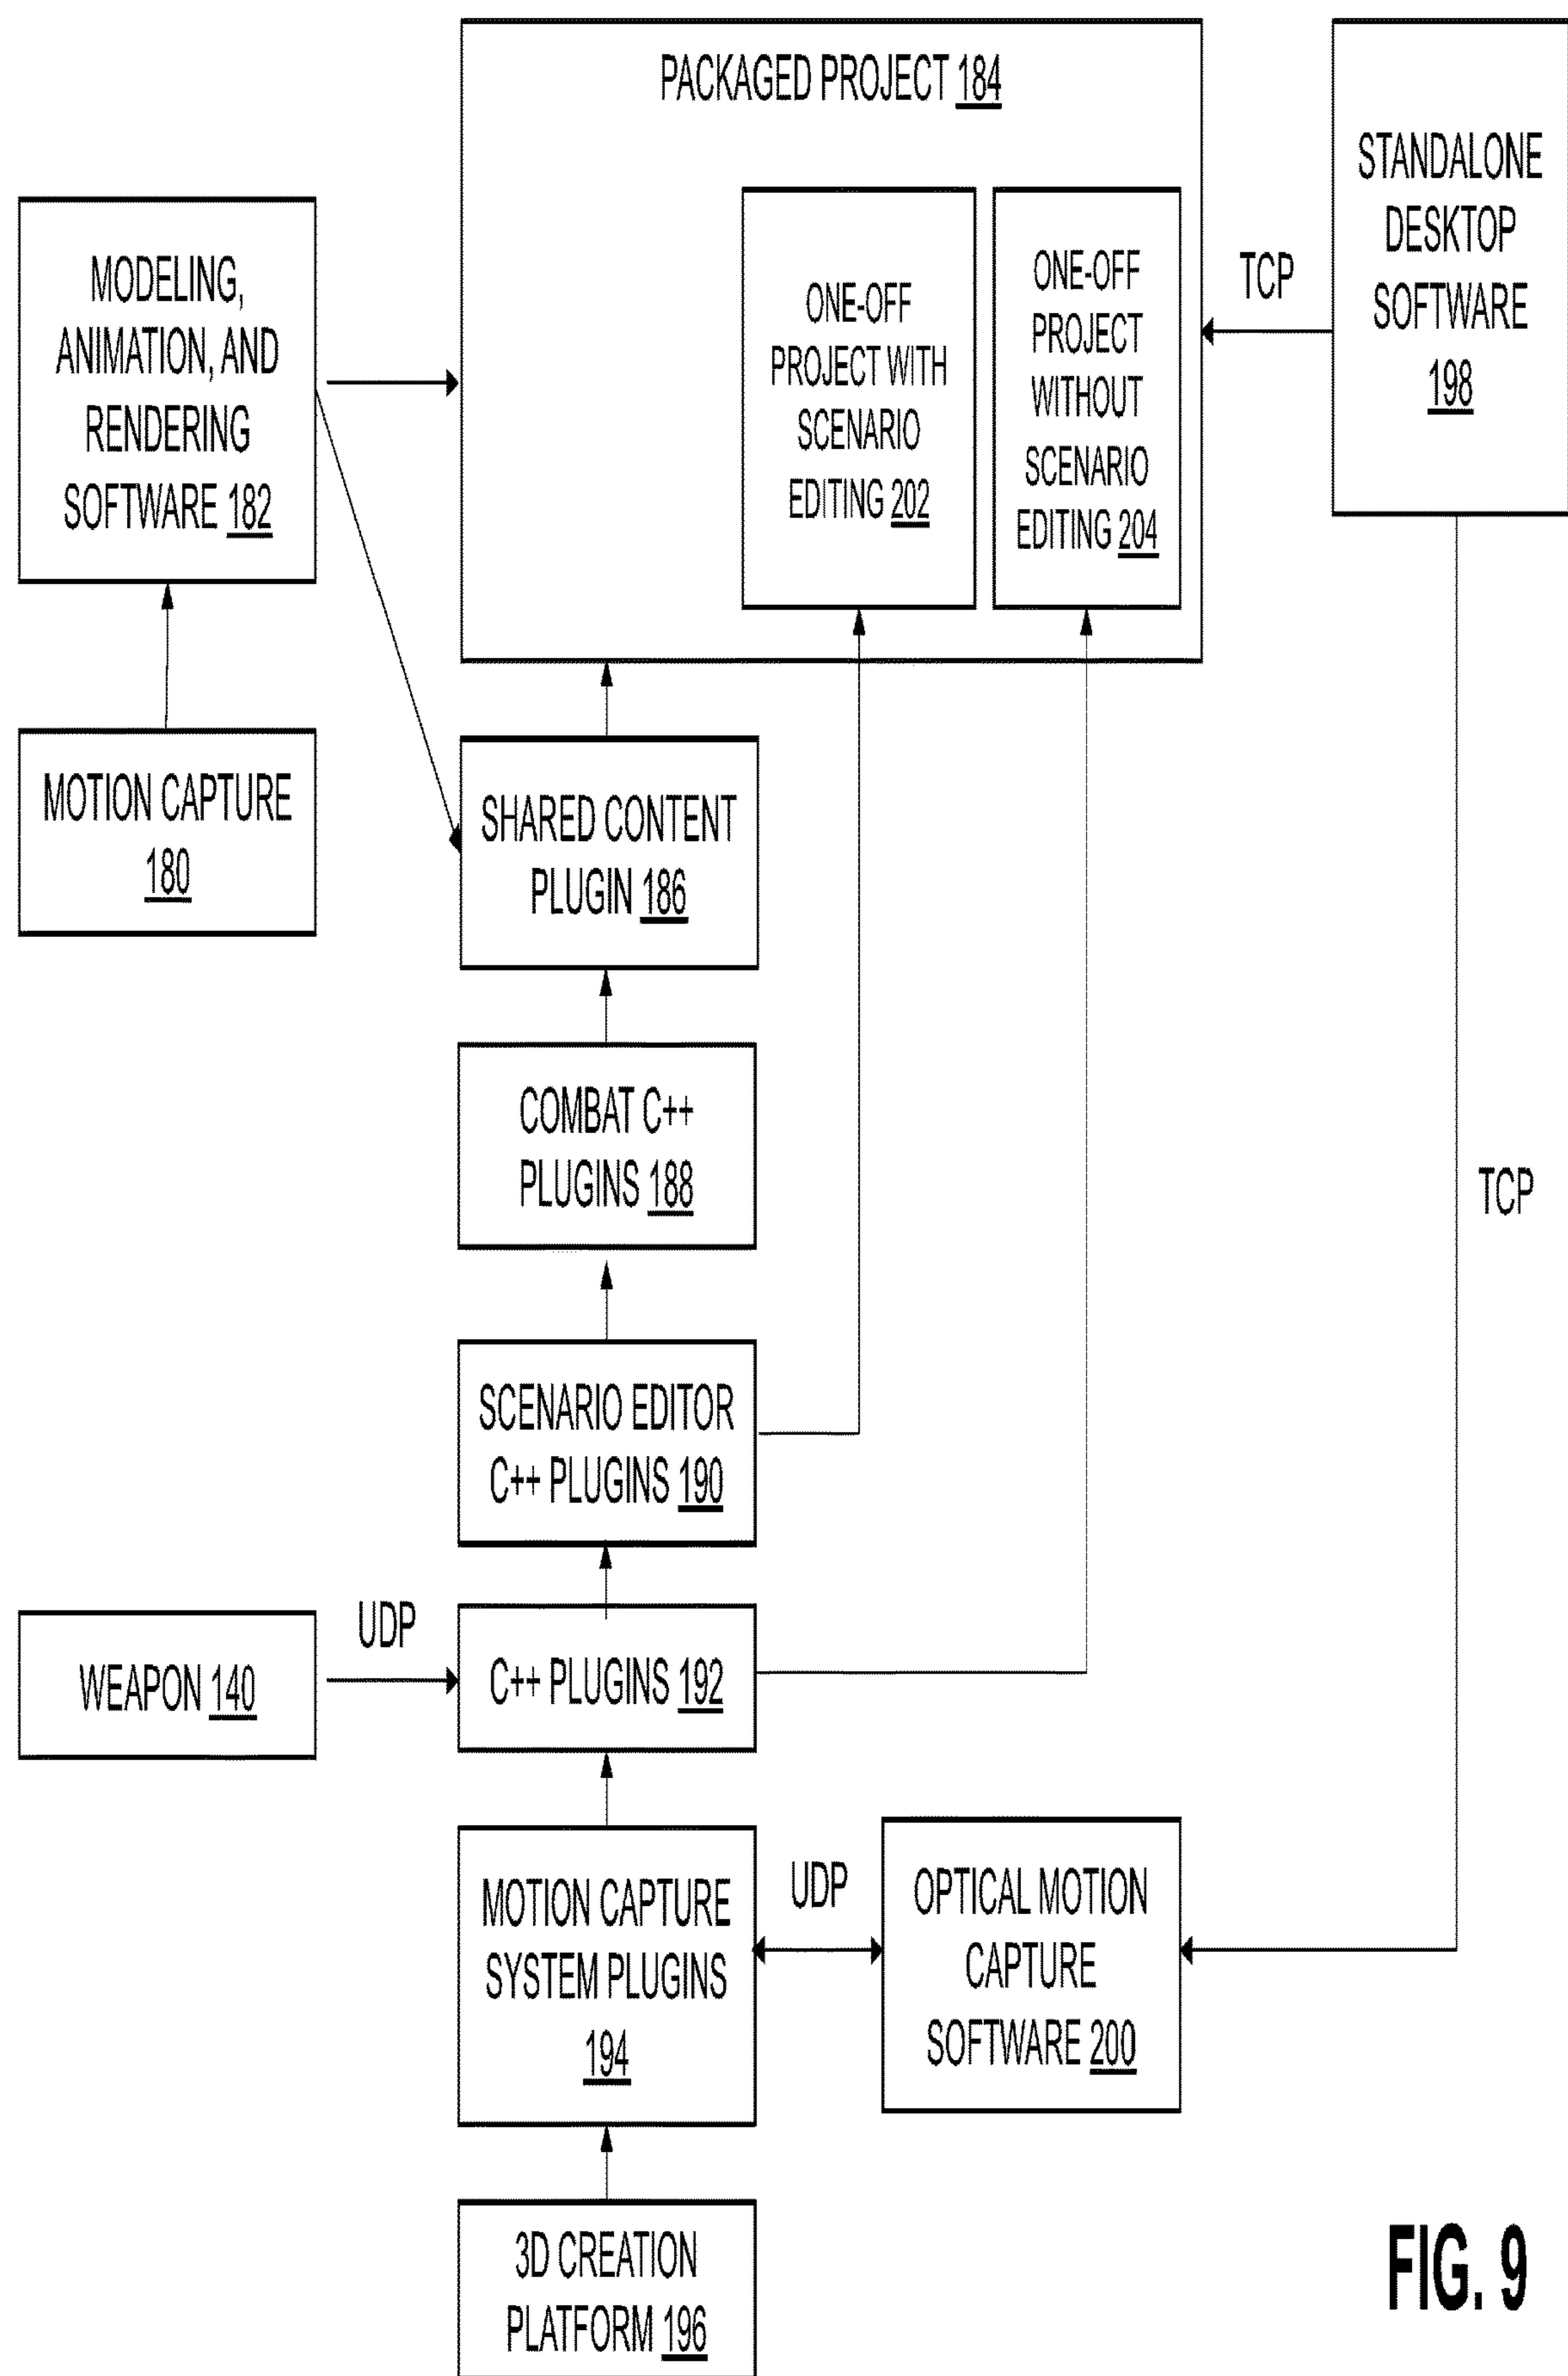 PACKAGED PROJECT 184
STANDALONE
DESKTOP
SOFTWARE
198
MODELING,
ANIMATION, AND
RENDERING
SOFTWARE 182
ONE-OFF
PROJECT WITH
SCENARIO
EDITING 202
ONE-OFF
PROJECT
WITHOUT
SCENARIO
EDITING 204
TCP
MOTION CAPTURE
180
SHARED CONTENT
PLUGIN 186
COMBAT C++
PLUGINS 188
TCP
SCENARIO EDITOR
C++ PLUGINS 190
WEAPON 140
UDP
C++ PLUGINS 192
MOTION CAPTURE
SYSTEM PLUGINS
194
UDP
OPTICAL MOTION
CAPTURE
SOFTWARE 200
3D CREATION
PLATFORM 196
FIG. 9